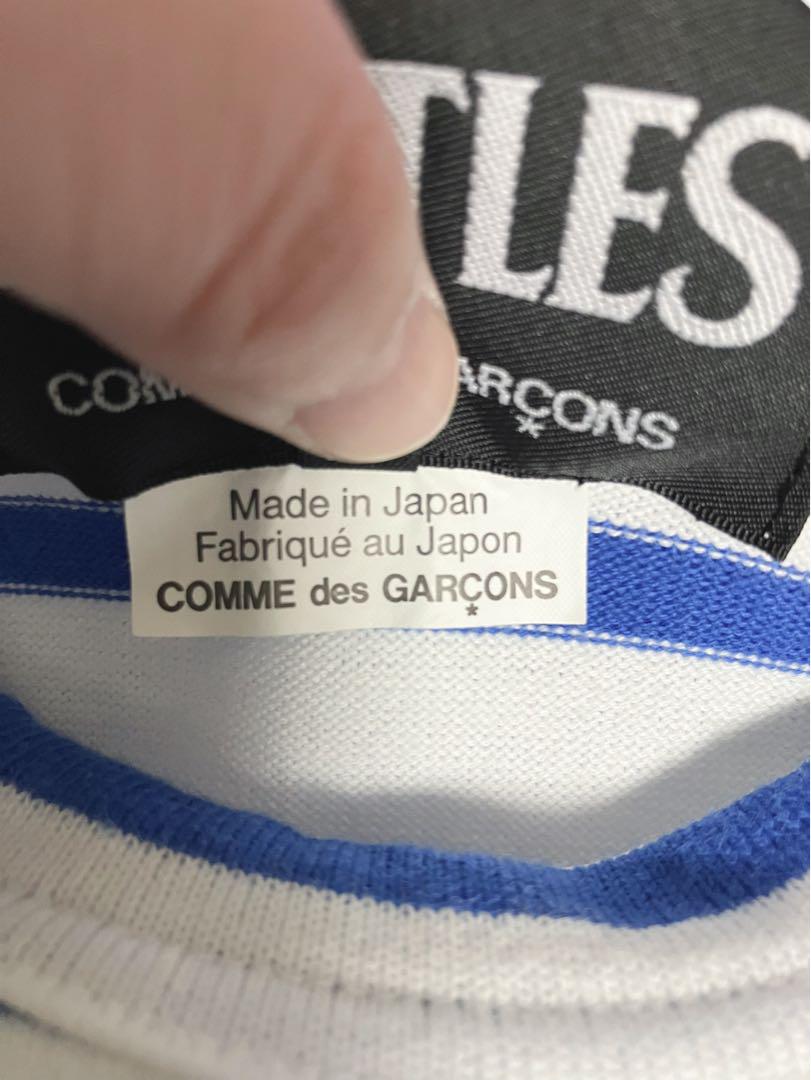 TLES
ARÇONS
Made in Japan
Fabriqué au Japon
COMME des GARÇONS